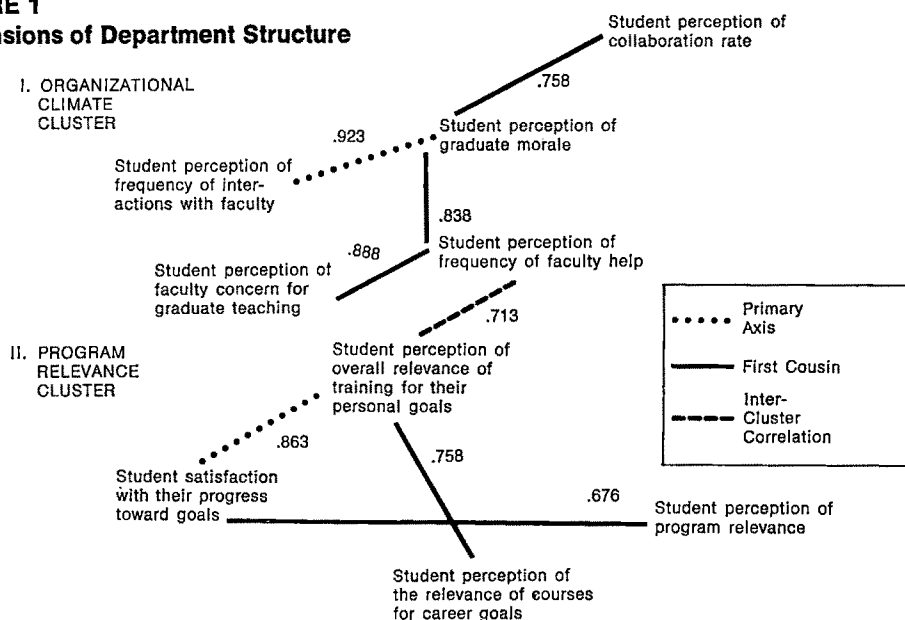 RE 1
nsions of Department Structure
Student perception of
collaboration rate
I. ORGANIZATIONAL
CLIMATE
CLUSTER
.758
.923
Student perception of
graduate morale
Student perception of
frequency of inter-
actions with faculty
.838
.888
Student perception of
frequency of faculty help
Student perception of
faculty concern for
graduate teaching
.713
Primary
Axis
First Cousin
Inter-
Cluster
Correlation
II. PROGRAM
RELEVANCE
CLUSTER
Student perception of
overall relevance of
training for their
personal goals
.863
.758
Student satisfaction
with their progress
toward goals
.676
Student perception of
program relevance
Student perception of
the relevance of courses
for career goals